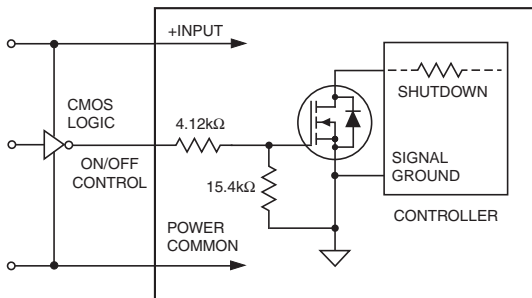 +INPUT
CMOS
LOGIC
4.12kΩ
SHUTDOWN
ON/OFF
CONTROL
15.4kΩ
SIGNAL
GROUND
CONTROLLER
POWER
COMMON